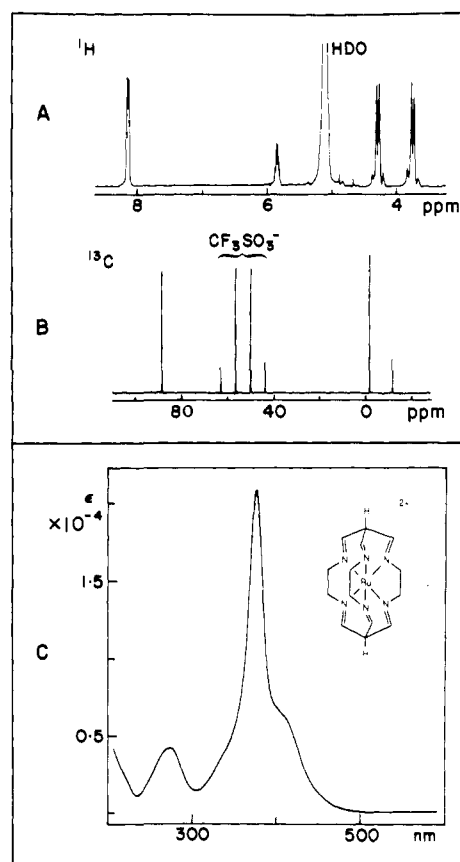 ¹H
HDO
A
8
6
4
ppm
CF₃SO₃⁻
¹³C
B
80
40
0
ppm
ε
×10⁻⁴
1·5
0·5
C
H
2+
N
N
N
N
Ru
N
N
H
300
500
nm